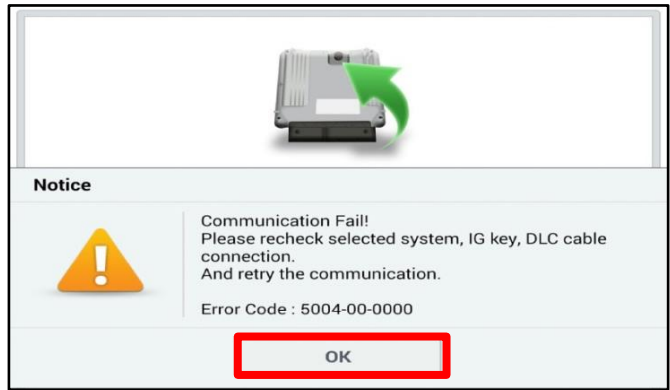 Notice
Communication Fail!
Please recheck selected system, IG key, DLC cable
connection.
And retry the communication.
Error Code : 5004-00-0000
OK